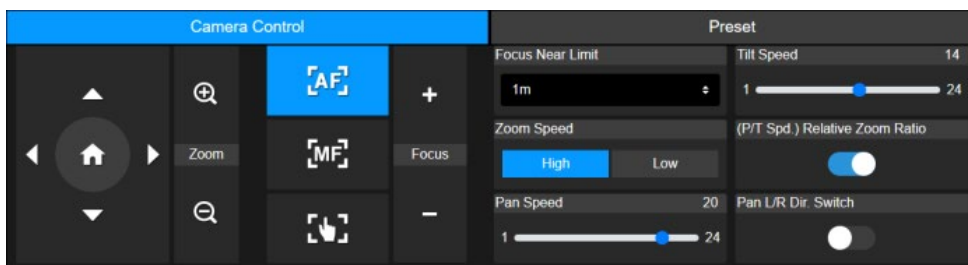 Camera Control
Preset
AF
MF
Zoom
+
Focus
−
Focus Near Limit
1m
Zoom Speed
High Low
Pan Speed 20
1 24
Tilt Speed 14
1 24
(P/T Spd.) Relative Zoom Ratio
Pan L/R Dir. Switch